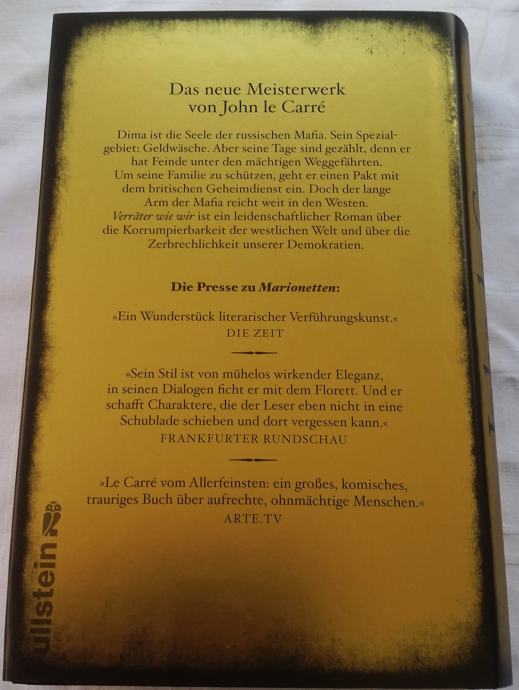 Das neue Meisterwerk
von John le Carré
Dima ist die Seele der russischen Mafia. Sein Spezial-
gebiet: Geldwäsche. Aber seine Tage sind gezählt, denn er
hat Feinde unter den mächtigen Weggefährten.
Um seine Familie zu schützen, geht er einen Pakt mit
dem britischen Geheimdienst ein. Doch der lange
Arm der Mafia reicht weit in den Westen.
Verräter wie wir ist ein leidenschaftlicher Roman über
die Korrumpierbarkeit der westlichen Welt und über die
Zerbrechlichkeit unserer Demokratien.
Die Presse zu Marionetten:
»Ein Wunderstück literarischer Verführungskunst.«
DIE ZEIT
»Sein Stil ist von mühelos wirkender Eleganz,
in seinen Dialogen ficht er mit dem Florett. Und er
schafft Charaktere, die der Leser eben nicht in eine
Schublade schieben und dort vergessen kann.«
FRANKFURTER RUNDSCHAU
»Le Carré vom Allerfeinsten: ein großes, komisches,
trauriges Buch über aufrechte, ohnmächtige Menschen.«
ARTE.TV
ullstein